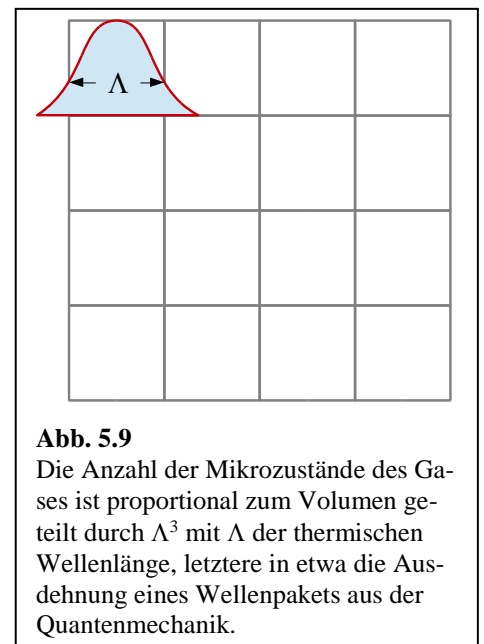 Λ
Abb. 5.9
Die Anzahl der Mikrozustände des Ga-
ses ist proportional zum Volumen ge-
teilt durch Λ³ mit Λ der thermischen
Wellenlänge, letztere in etwa die Aus-
dehnung eines Wellenpakets aus der
Quantenmechanik.